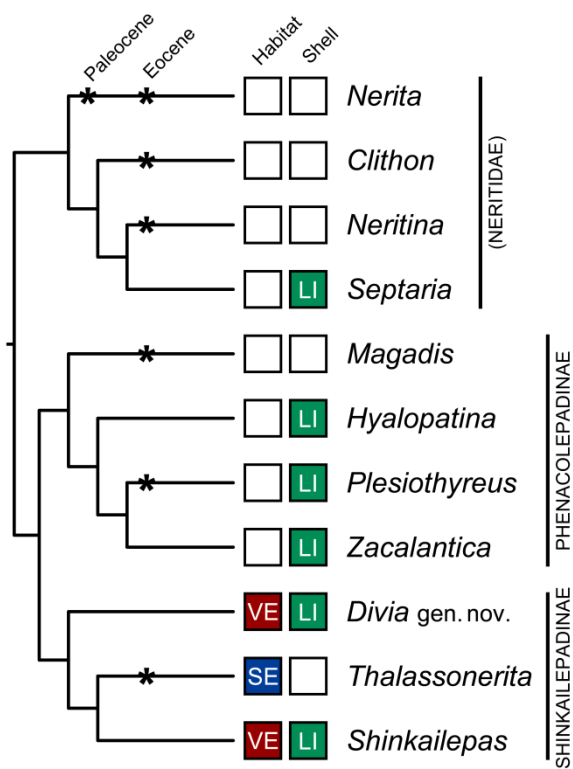 Paleocene
Eocene
Habitat
Shell
* * Nerita
* Clithon
* Neritina
LI Septaria
(NERITIDAE)
* Magadis
LI Hyalopatina
* LI Plesiothyreus
LI Zacalantica
PHENACOLEPADINAE
VE LI Divia gen. nov.
* SE Thalassonerita
VE LI Shinkailepas
SHINKAILEPADINAE